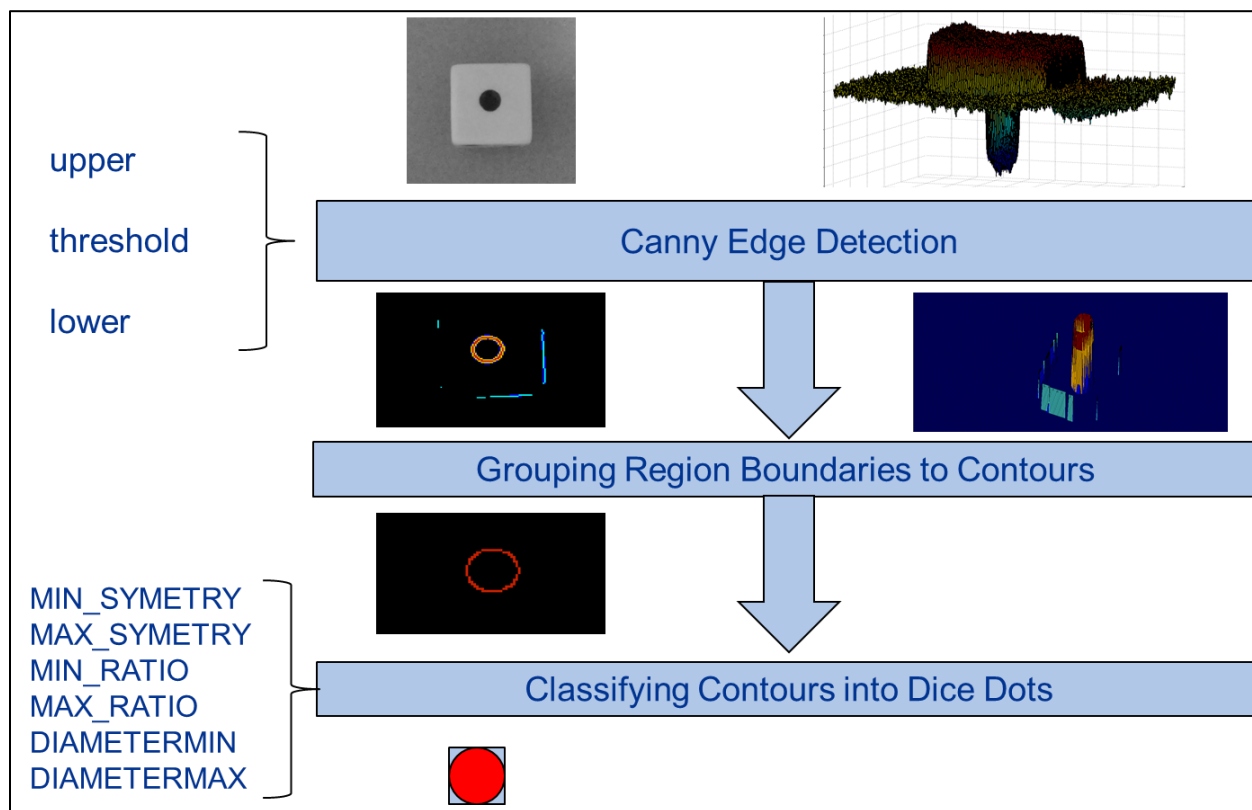 upper
threshold
lower
Canny Edge Detection
Grouping Region Boundaries to Contours
MIN_SYMETRY
MAX_SYMETRY
MIN_RATIO
MAX_RATIO
DIAMETERMIN
DIAMETERMAX
Classifying Contours into Dice Dots